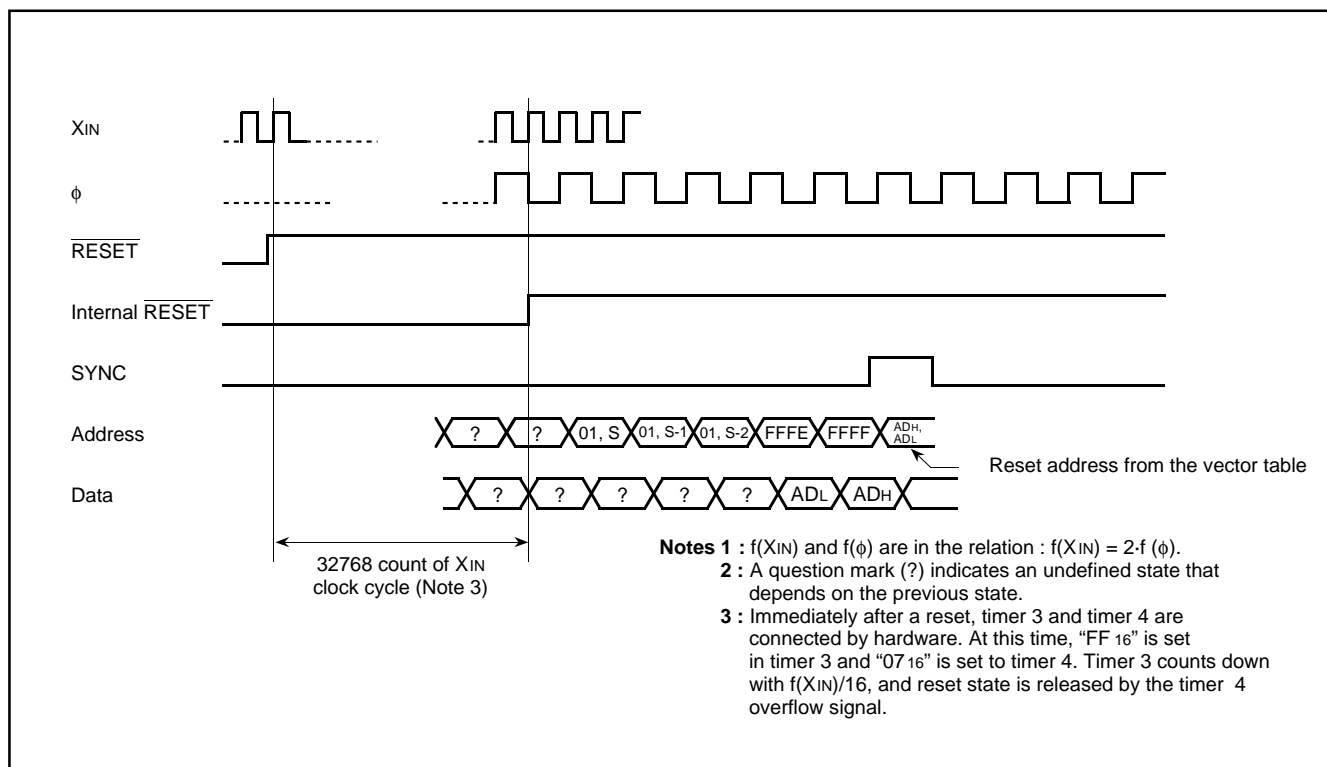 XIN
ϕ
RESET
Internal RESET
SYNC
Address
? ? 01, S 01, S-1 01, S-2 FFFE FFFF ADH,
ADL
Reset address from the vector table
Data
? ? ? ? ? ADL ADH
32768 count of XIN
clock cycle (Note 3)
Notes 1 : f(XIN) and f(ϕ) are in the relation : f(XIN) = 2·f (ϕ).
2 : A question mark (?) indicates an undefined state that
depends on the previous state.
3 : Immediately after a reset, timer 3 and timer 4 are
connected by hardware. At this time, “FF 16” is set
in timer 3 and “07 16” is set to timer 4. Timer 3 counts down
with f(XIN)/16, and reset state is released by the timer 4
overflow signal.